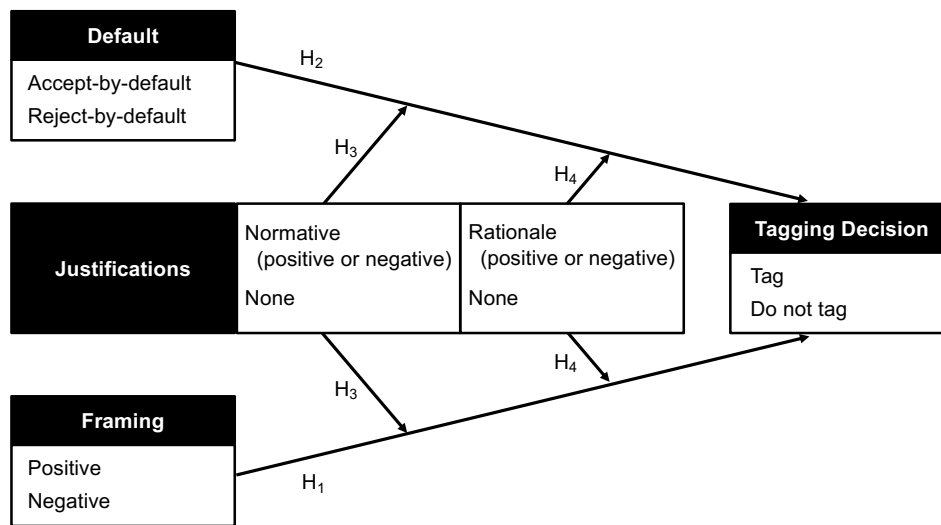 Default
Accept-by-default
Reject-by-default
H₂
H₃
H₄
Justifications
Normative
(positive or negative)
None
Rationale
(positive or negative)
None
Tagging Decision
Tag
Do not tag
H₃
H₄
Framing
Positive
Negative
H₁